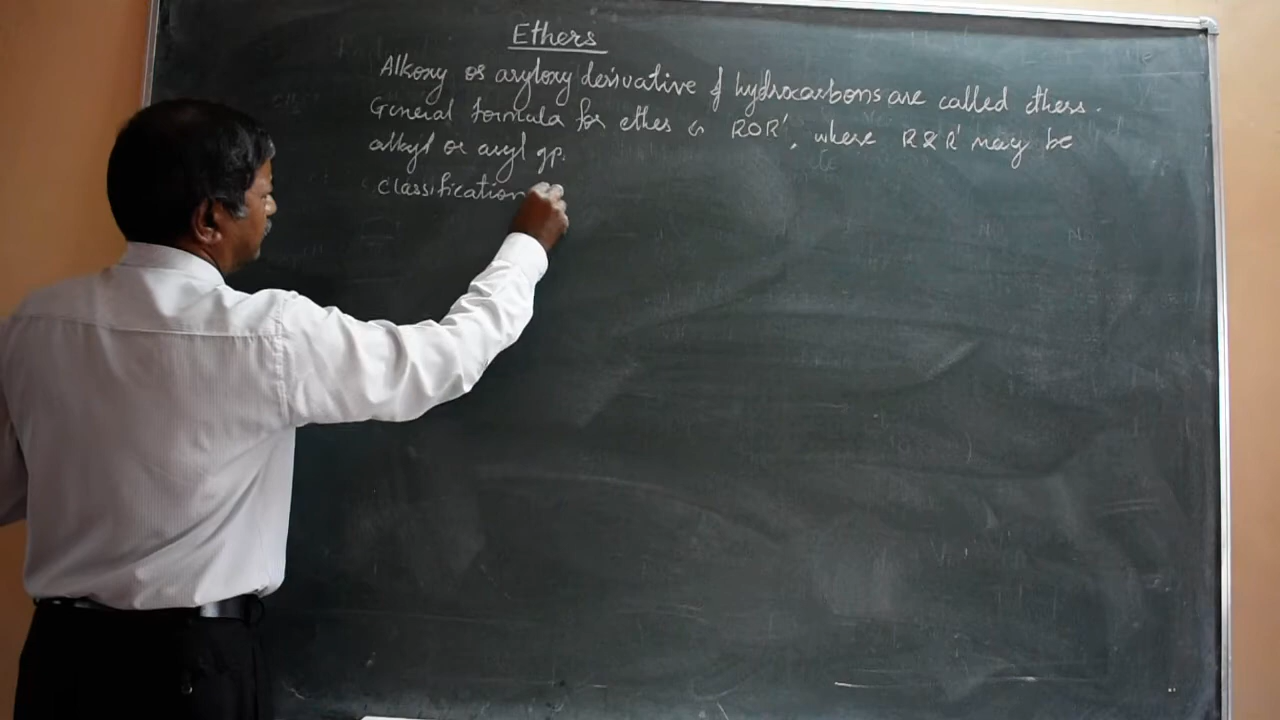 Ethers
Alkoxy or aryloxy derivative of hydrocarbons are called ethers.
General formula for ether is ROR', where R & R' may be
alkyl or aryl gp.
classification